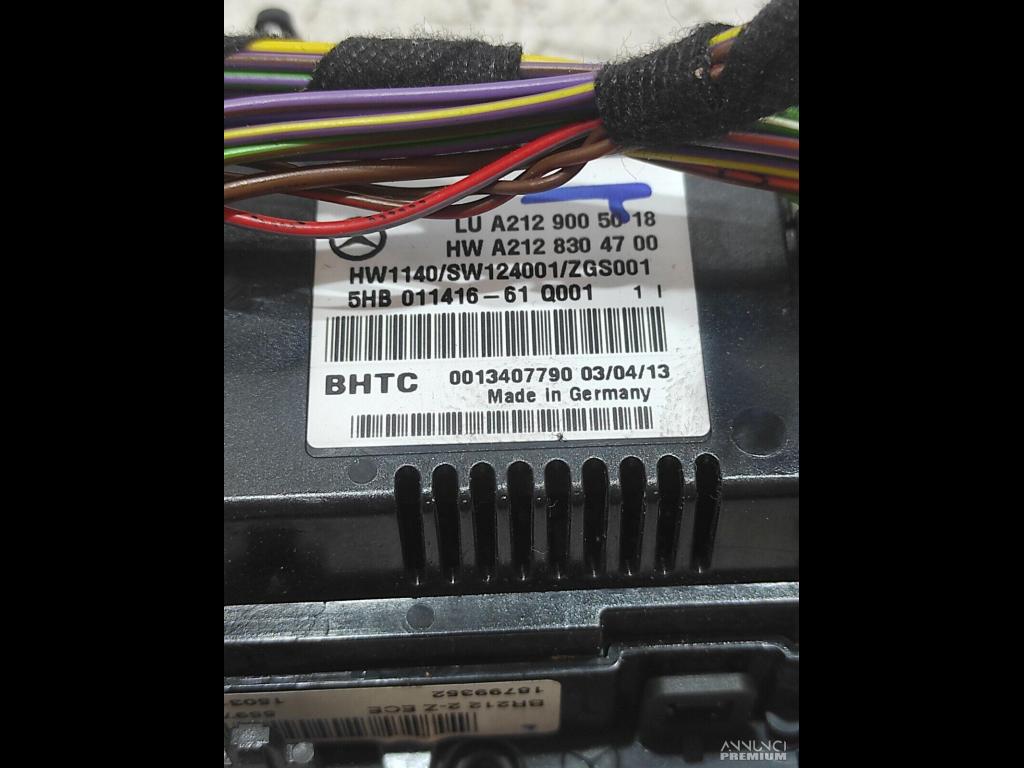 LU A212 900 50 18
HW A212 830 47 00
HW1140/SW124001/ZGS001
5HB 011416-61 Q001 1 I
BHTC 0013407790 03/04/13
Made in Germany
BR212 2-Z ECE
18799352
ANNUNCI
PREMIUM